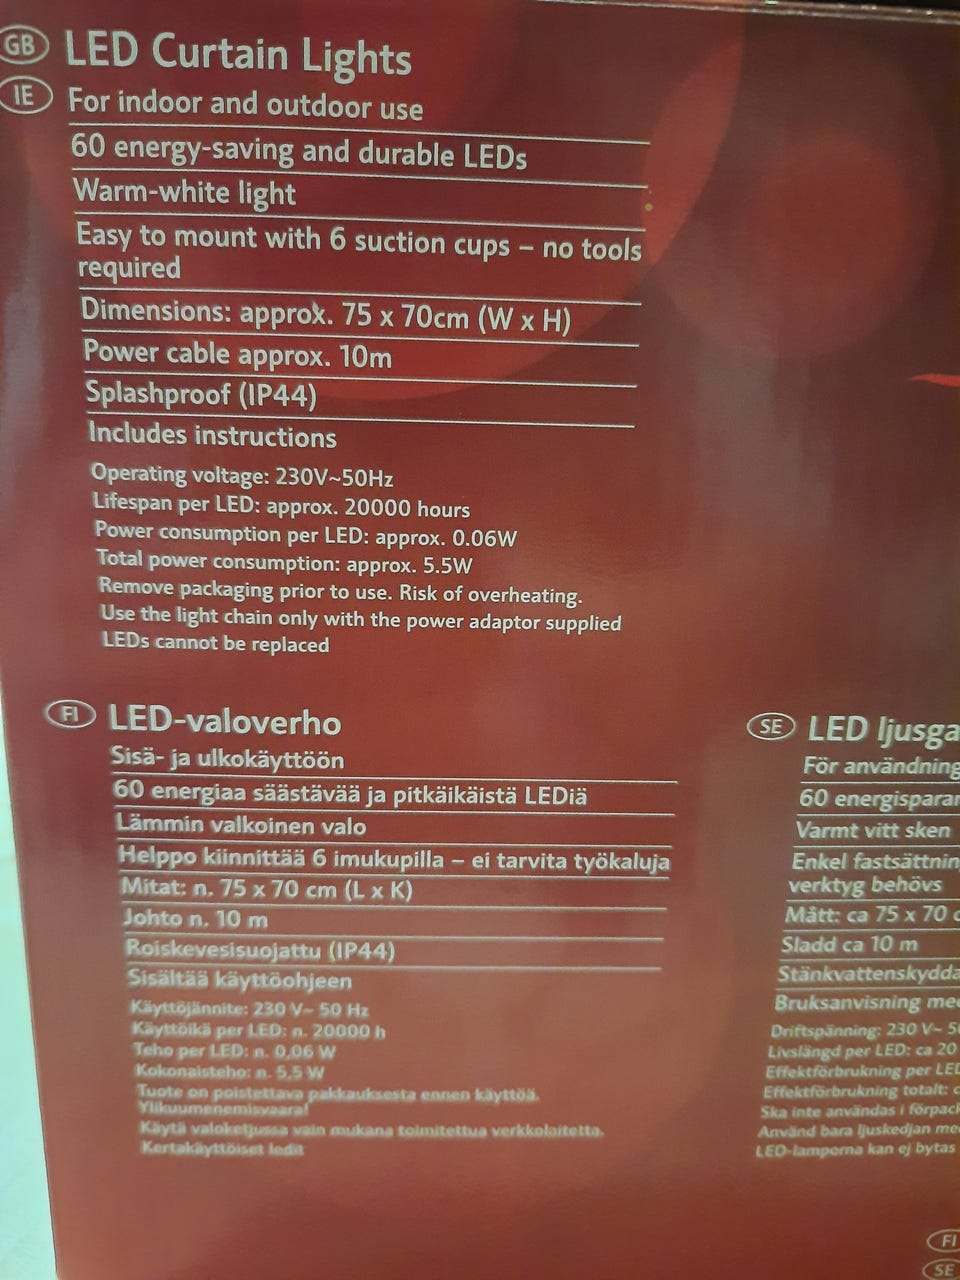 GB LED Curtain Lights
IE For indoor and outdoor use
60 energy-saving and durable LEDs
Warm-white light
Easy to mount with 6 suction cups – no tools
required
Dimensions: approx. 75 x 70cm (W x H)
Power cable approx. 10m
Splashproof (IP44)
Includes instructions
Operating voltage: 230V~50Hz
Lifespan per LED: approx. 20000 hours
Power consumption per LED: approx. 0.06W
Total power consumption: approx. 5.5W
Remove packaging prior to use. Risk of overheating.
Use the light chain only with the power adaptor supplied
LEDs cannot be replaced
FI LED-valoverho
Sisä- ja ulkokäyttöön
60 energiaa säästävää ja pitkäikäistä LEDiä
Lämmin valkoinen valo
Helppo kiinnittää 6 imukupilla – ei tarvita työkaluja
Mitat: n. 75 x 70 cm (L x K)
Johto n. 10 m
Roiskevesisuojattu (IP44)
Sisältää käyttöohjeen
Käyttöjännite: 230 V~ 50 Hz
Käyttöikä per LED: n. 20000 h
Teho per LED: n. 0,06 W
Kokonaisteho: n. 5,5 W
Tuote on poistettava pakkauksesta ennen käyttöä.
Ylikuumenemisvaara!
Käytä valoketjussa vain mukana toimitettua verkkolaitetta.
Kertakäyttöiset ledit
SE LED ljusga
För användning
60 energisparan
Varmt vitt sken
Enkel fastsättnin
verktyg behövs
Mått: ca 75 x 70 c
Sladd ca 10 m
Stänkvattenskydda
Bruksanvisning me
Driftspänning: 230 V~ 5
Livslängd per LED: ca 20
Effektförbrukning per LED
Effektförbrukning totalt: c
Ska inte användas i förpac
Använd bara ljuskedjan me
LED-lamporna kan ej bytas
FI
SE